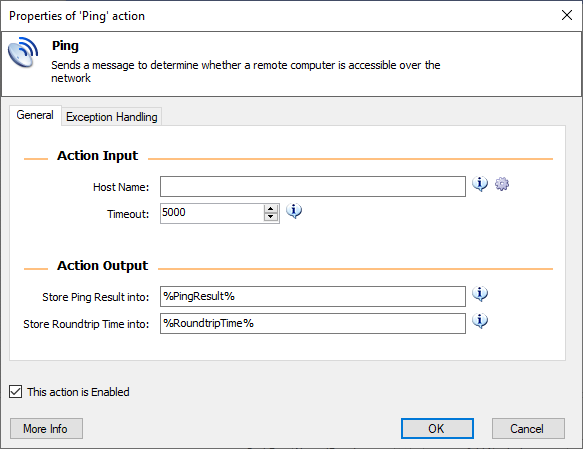 Properties of 'Ping' action
Ping
Sends a message to determine whether a remote computer is accessible over the
network
General
Exception Handling
Action Input
Host Name:
Timeout: 5000
Action Output
Store Ping Result into: %PingResult%
Store Roundtrip Time into: %RoundtripTime%
This action is Enabled
More Info
OK
Cancel